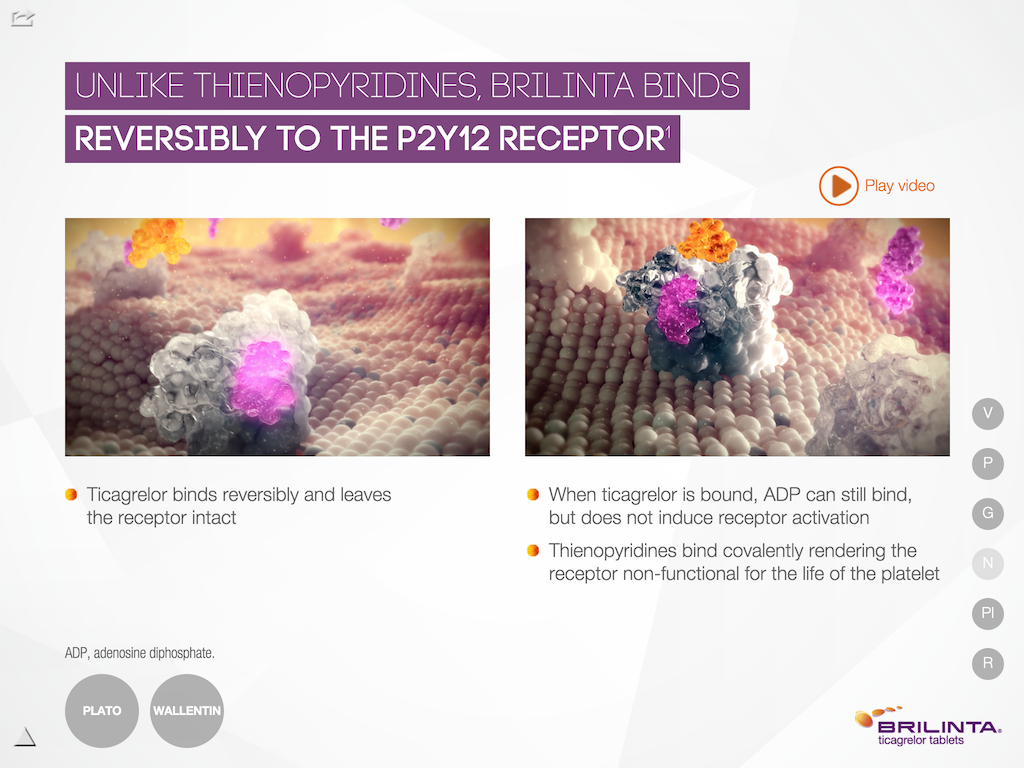 UNLIKE THIENOPYRIDINES, BRILINTA BINDS
REVERSIBLY TO THE P2Y12 RECEPTOR¹
Play video
Ticagrelor binds reversibly and leaves
the receptor intact
When ticagrelor is bound, ADP can still bind,
but does not induce receptor activation
Thienopyridines bind covalently rendering the
receptor non-functional for the life of the platelet
V
P
G
N
PI
R
ADP, adenosine diphosphate.
PLATO
WALLENTIN
BRILINTA®
ticagrelor tablets